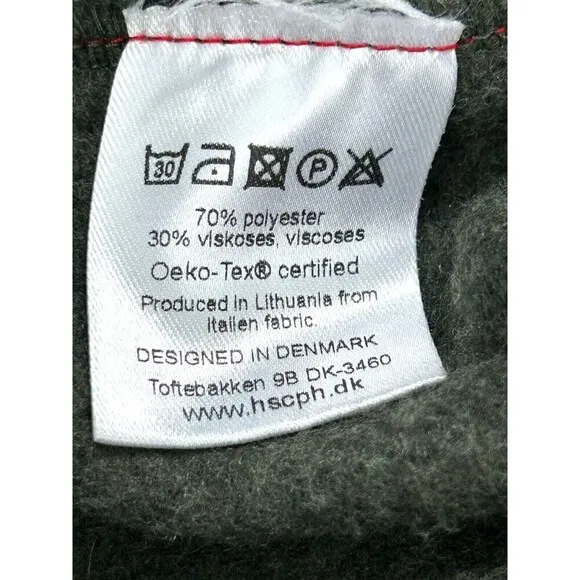 30 P
70% polyester
30% viskoses, viscoses
Oeko-Tex® certified
Produced in Lithuania from
italien fabric.
DESIGNED IN DENMARK
Toftebakken 9B DK-3460
www.hscph.dk